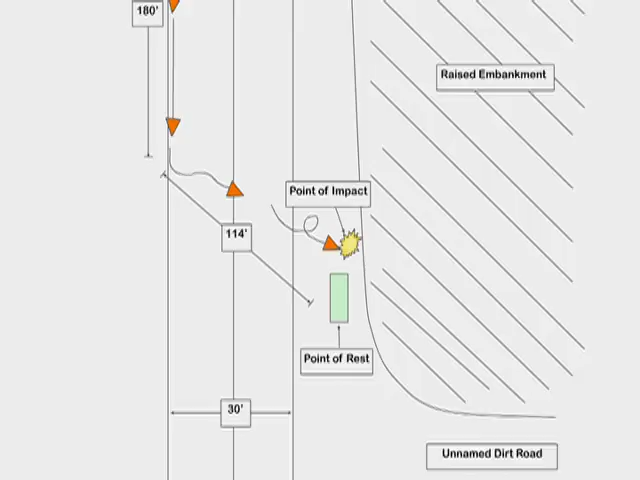 180'
Raised Embankment
Point of Impact
114'
Point of Rest
30'
Unnamed Dirt Road